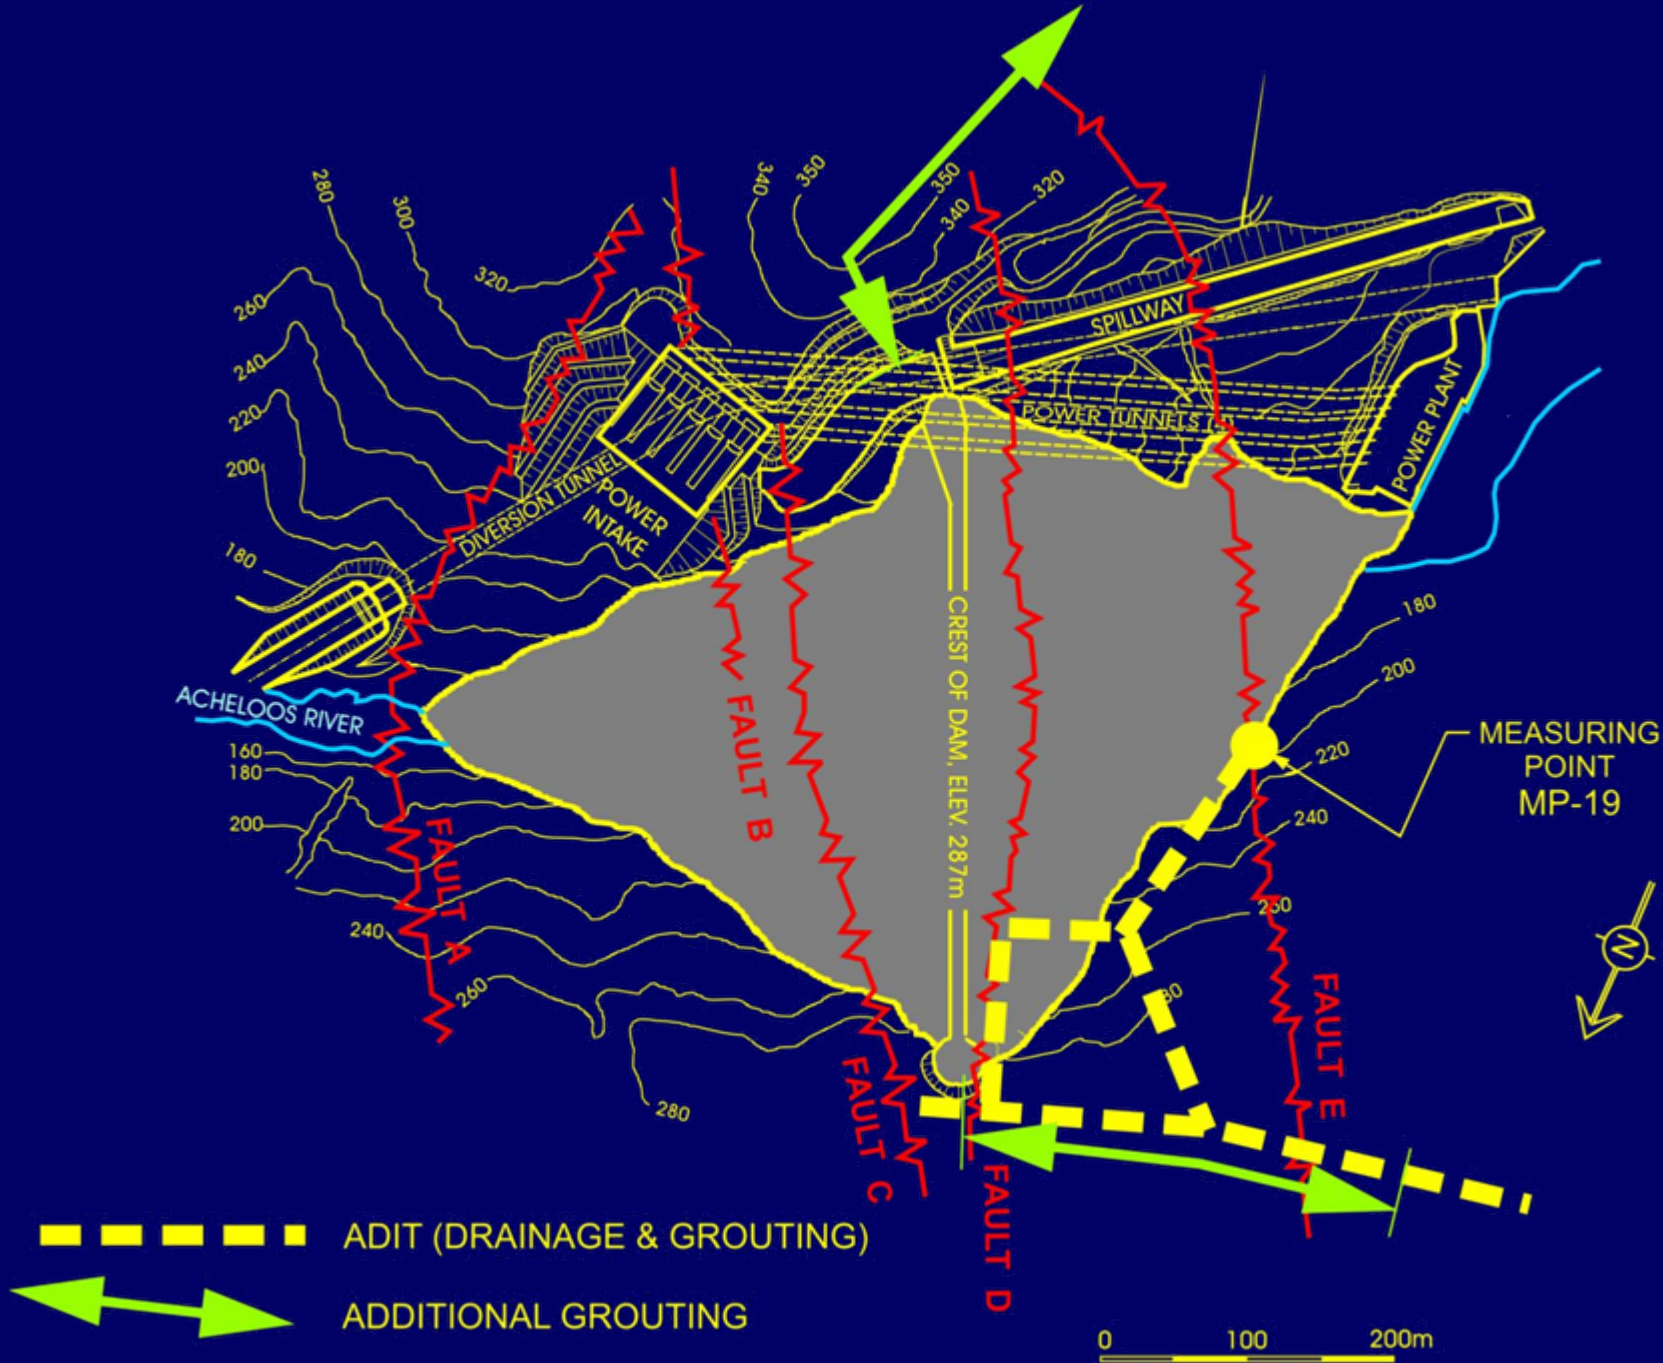 280
300
340
350
350
340
320
320
260
240
220
200
180
SPILLWAY
POWER TUNNELS
POWER PLANT
DIVERSION TUNNEL
POWER
INTAKE
ACHELOOS RIVER
160
180
200
240
260
280
CREST OF DAM, ELEV. 287m
180
200
220
240
MEASURING
POINT
MP-19
FAULT A
FAULT B
FAULT C
FAULT D
FAULT E
N
ADIT (DRAINAGE & GROUTING)
ADDITIONAL GROUTING
0 100 200m